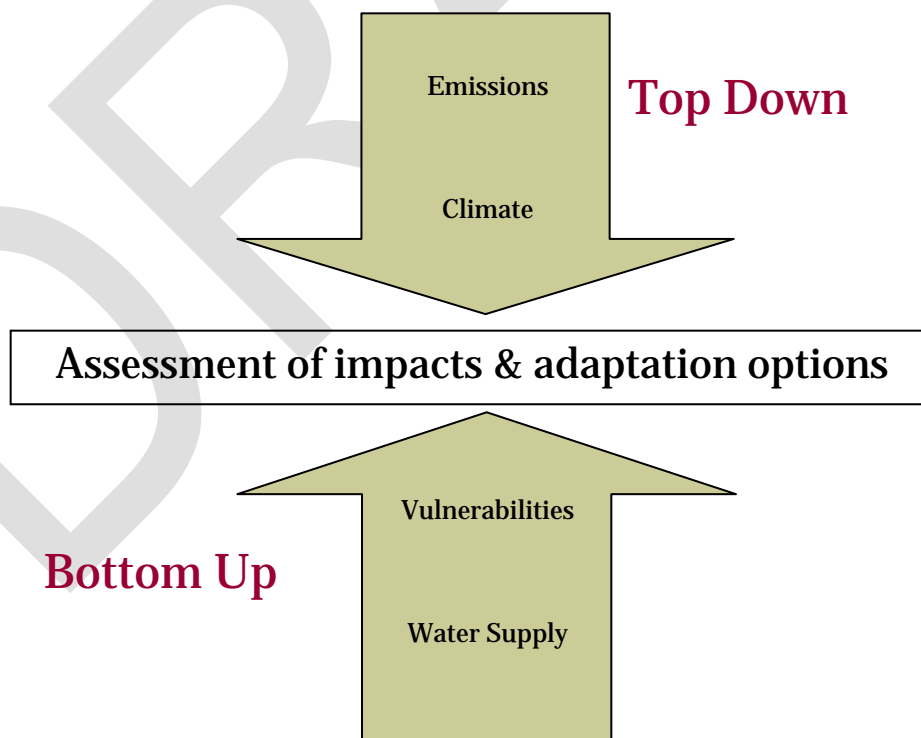 Emissions
Top Down
Climate
Assessment of impacts & adaptation options
Vulnerabilities
Bottom Up
Water Supply